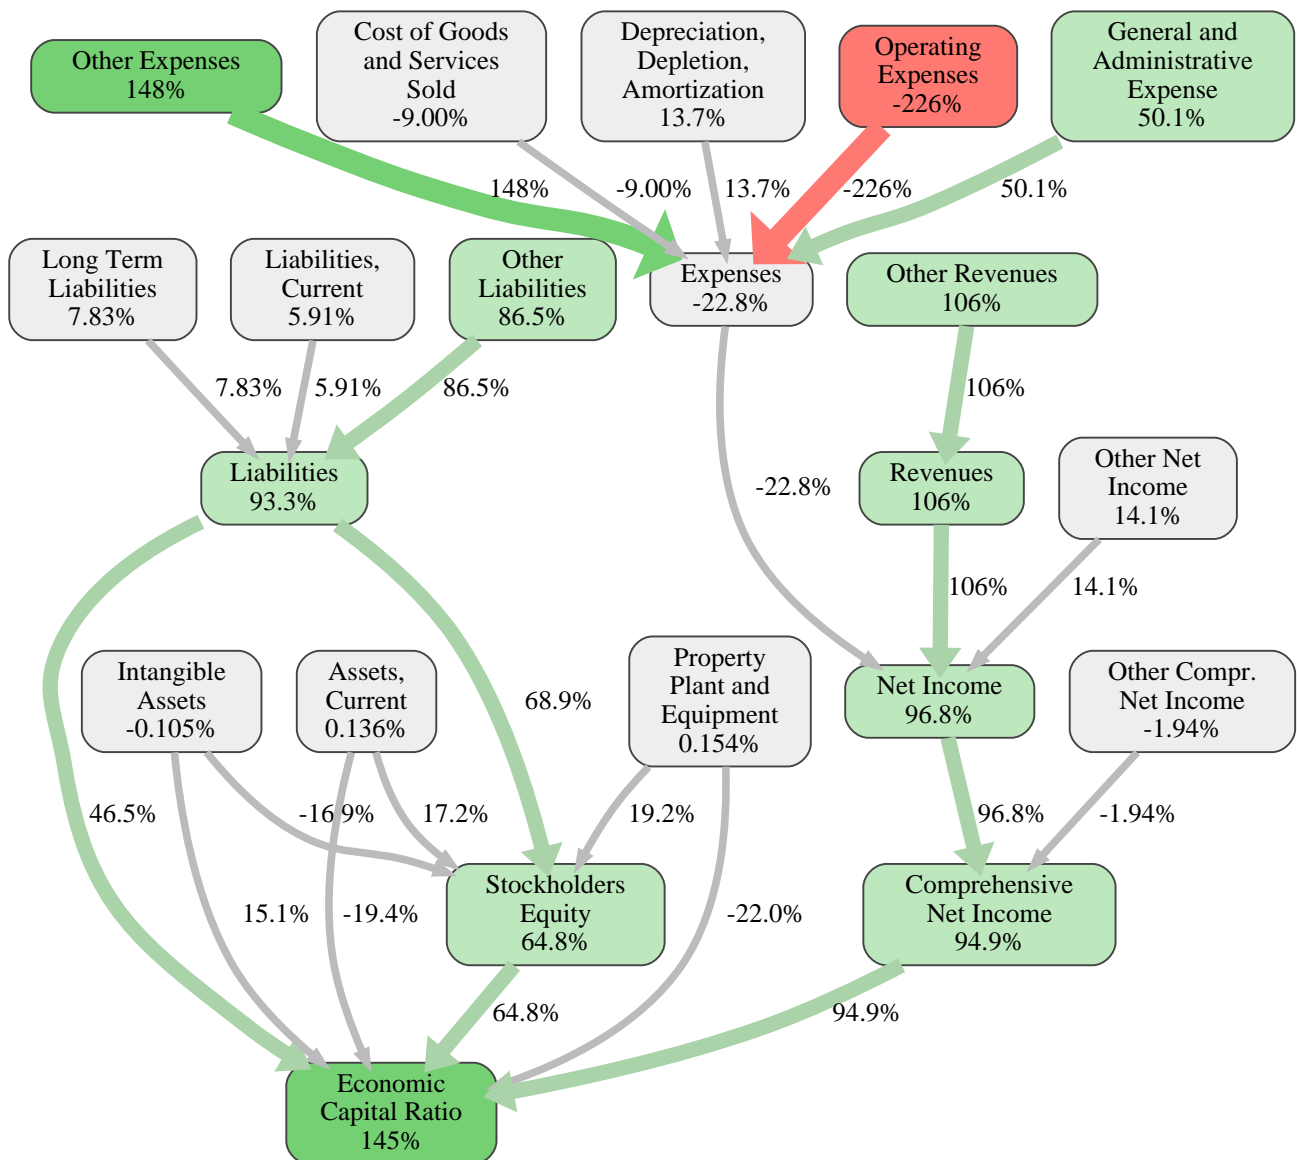 Other Expenses
148%
Cost of Goods
and Services
Sold
-9.00%
Depreciation,
Depletion,
Amortization
13.7%
Operating
Expenses
-226%
General and
Administrative
Expense
50.1%
148%
-9.00%
13.7%
-226%
50.1%
Long Term
Liabilities
7.83%
Liabilities,
Current
5.91%
Other
Liabilities
86.5%
Expenses
-22.8%
Other Revenues
106%
7.83%
5.91%
86.5%
106%
Liabilities
93.3%
-22.8%
Revenues
106%
Other Net
Income
14.1%
106%
14.1%
Intangible
Assets
-0.105%
Assets,
Current
0.136%
68.9%
Property
Plant and
Equipment
0.154%
Net Income
96.8%
Other Compr.
Net Income
-1.94%
46.5%
-16.9%
17.2%
19.2%
96.8%
-1.94%
15.1%
-19.4%
Stockholders
Equity
64.8%
-22.0%
Comprehensive
Net Income
94.9%
64.8%
94.9%
Economic
Capital Ratio
145%